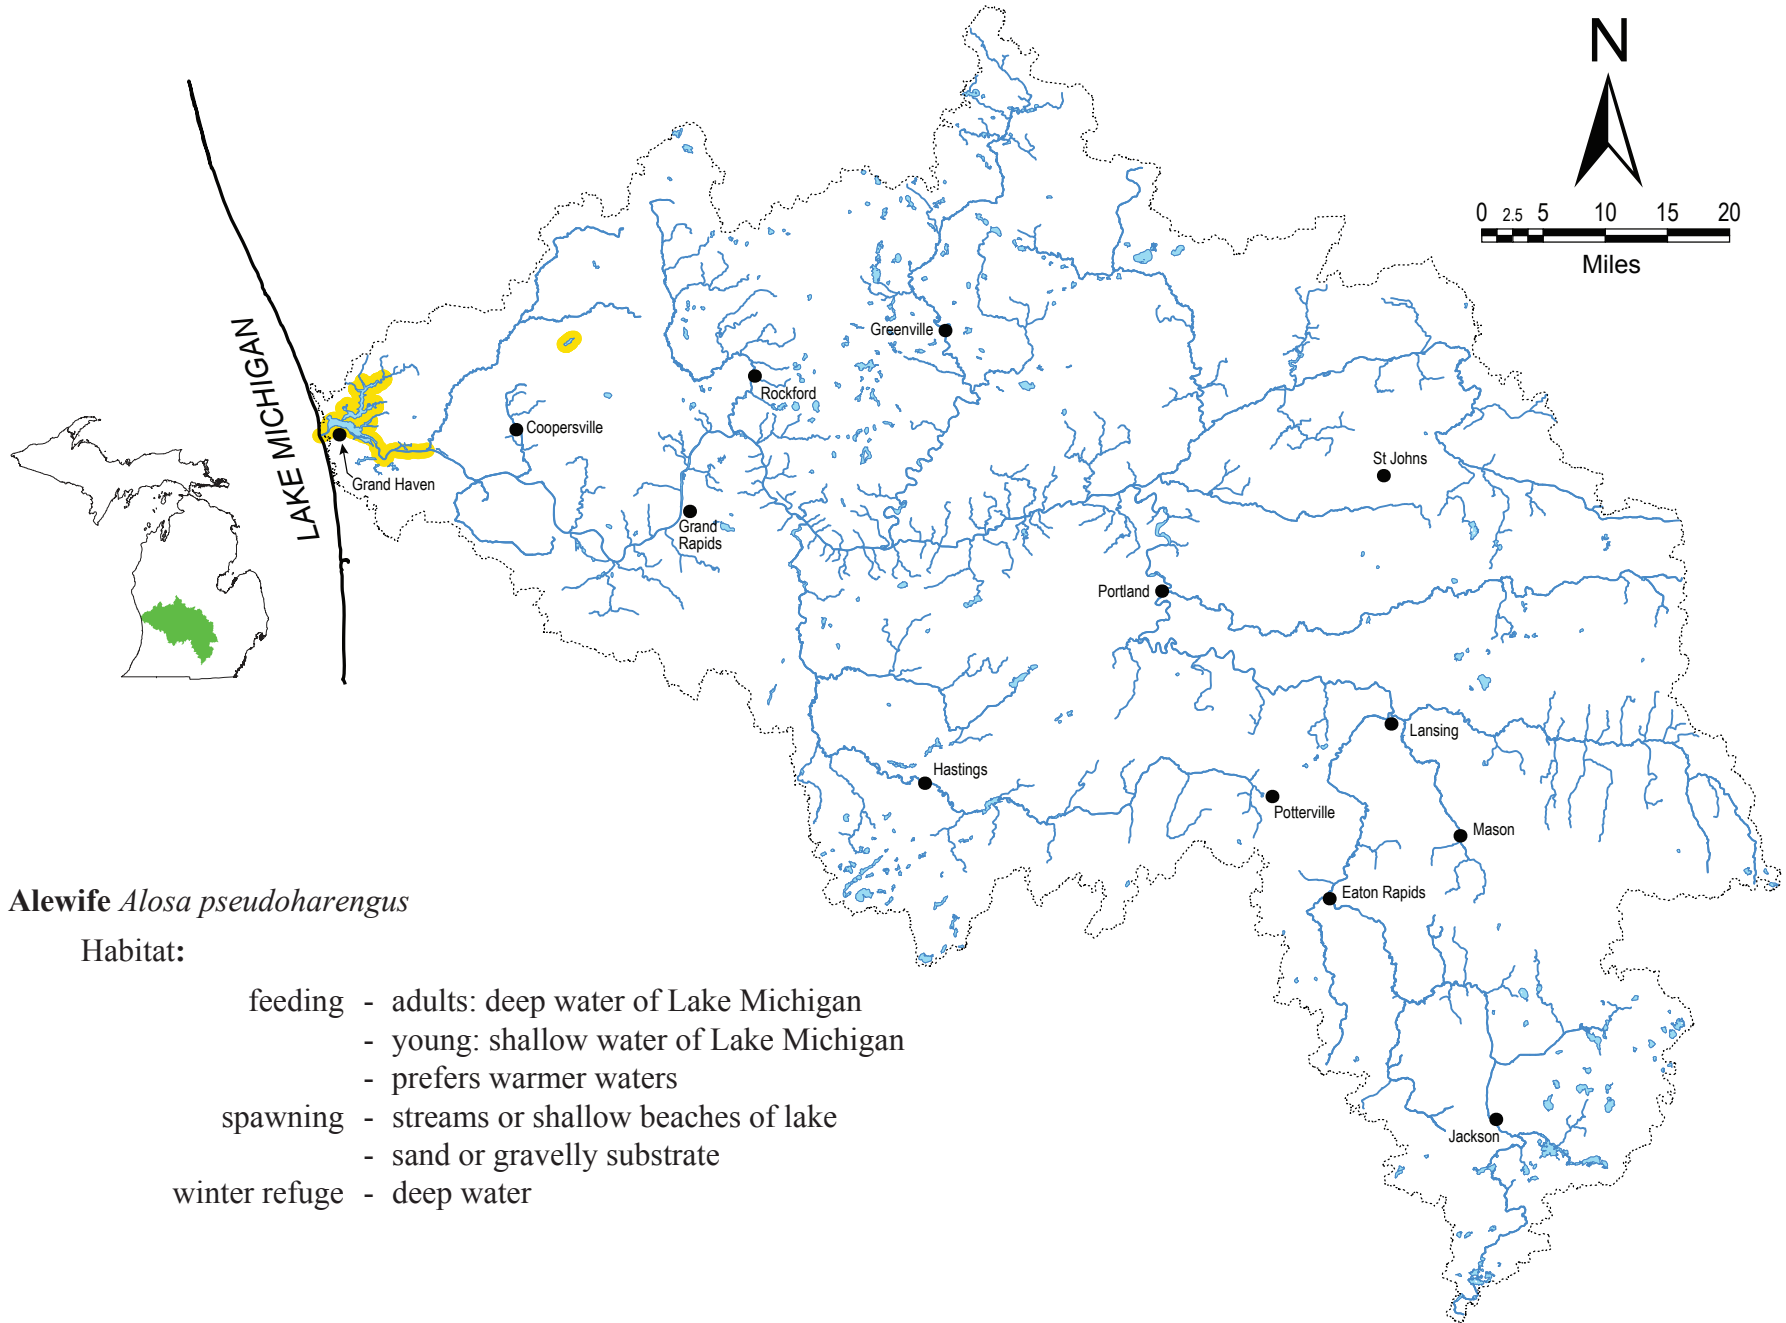 N
0 2.5 5 10 15 20
Miles
LAKE MICHIGAN
Greenville
Rockford
Coopersville
Grand Haven
St Johns
Grand
Rapids
Portland
Lansing
Hastings
Potterville
Mason
Eaton Rapids
Jackson
Alewife Alosa pseudoharengus
Habitat:
feeding - adults: deep water of Lake Michigan
- young: shallow water of Lake Michigan
- prefers warmer waters
spawning - streams or shallow beaches of lake
- sand or gravelly substrate
winter refuge - deep water